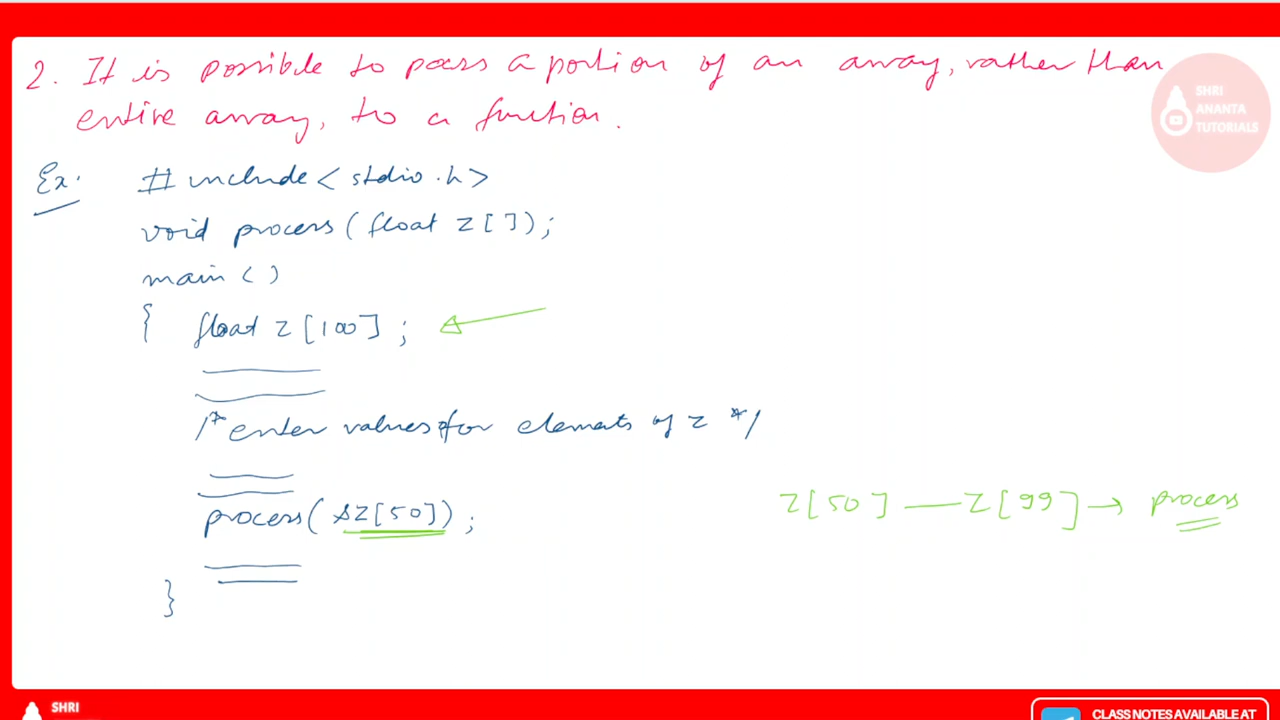 2. It is possible to pass a portion of an array, rather than
entire array, to a function.
SHRI
ANANTA
TUTORIALS
Ex:
#include<stdio.h>
void process(float z[]);
main()
{ float z[100];
/* enter values for elements of z */
process(&z[50]);
z[50] — z[99] → process
}
SHRI
CLASS NOTES AVAILABLE AT